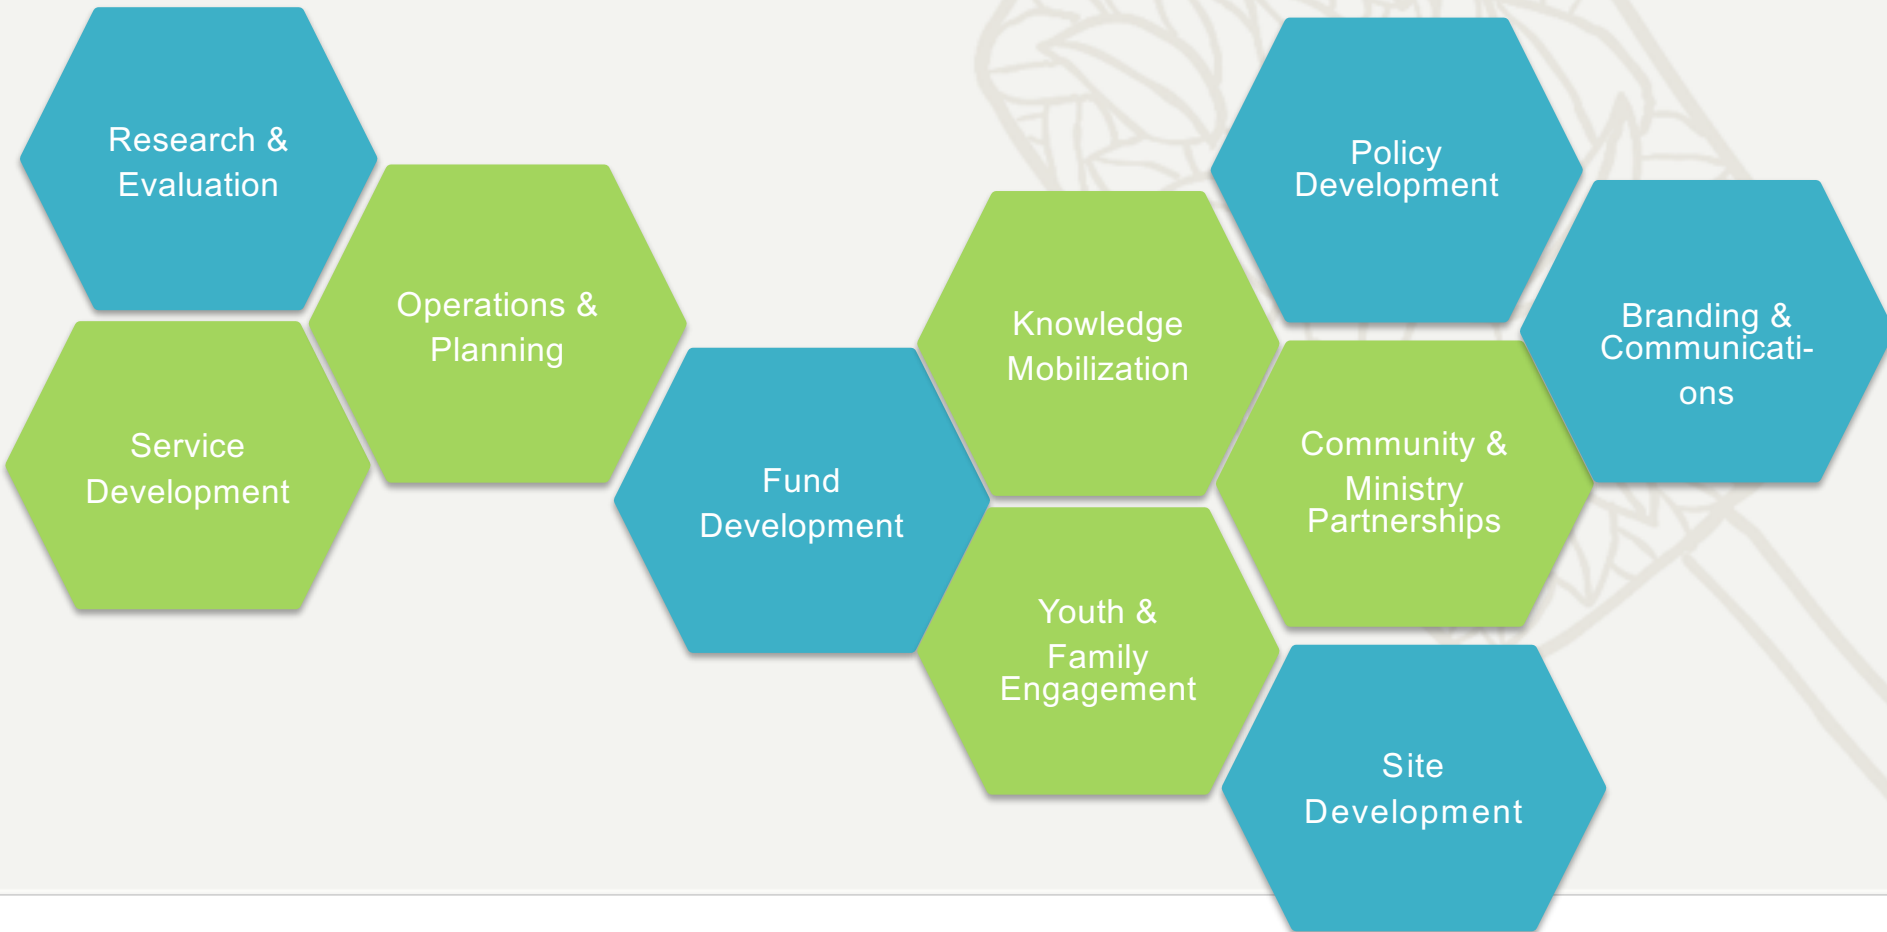 Research &
Evaluation
Service
Development
Operations &
Planning
Fund
Development
Knowledge
Mobilization
Youth &
Family
Engagement
Policy
Development
Community &
Ministry
Partnerships
Site
Development
Branding &
Communicati-
ons